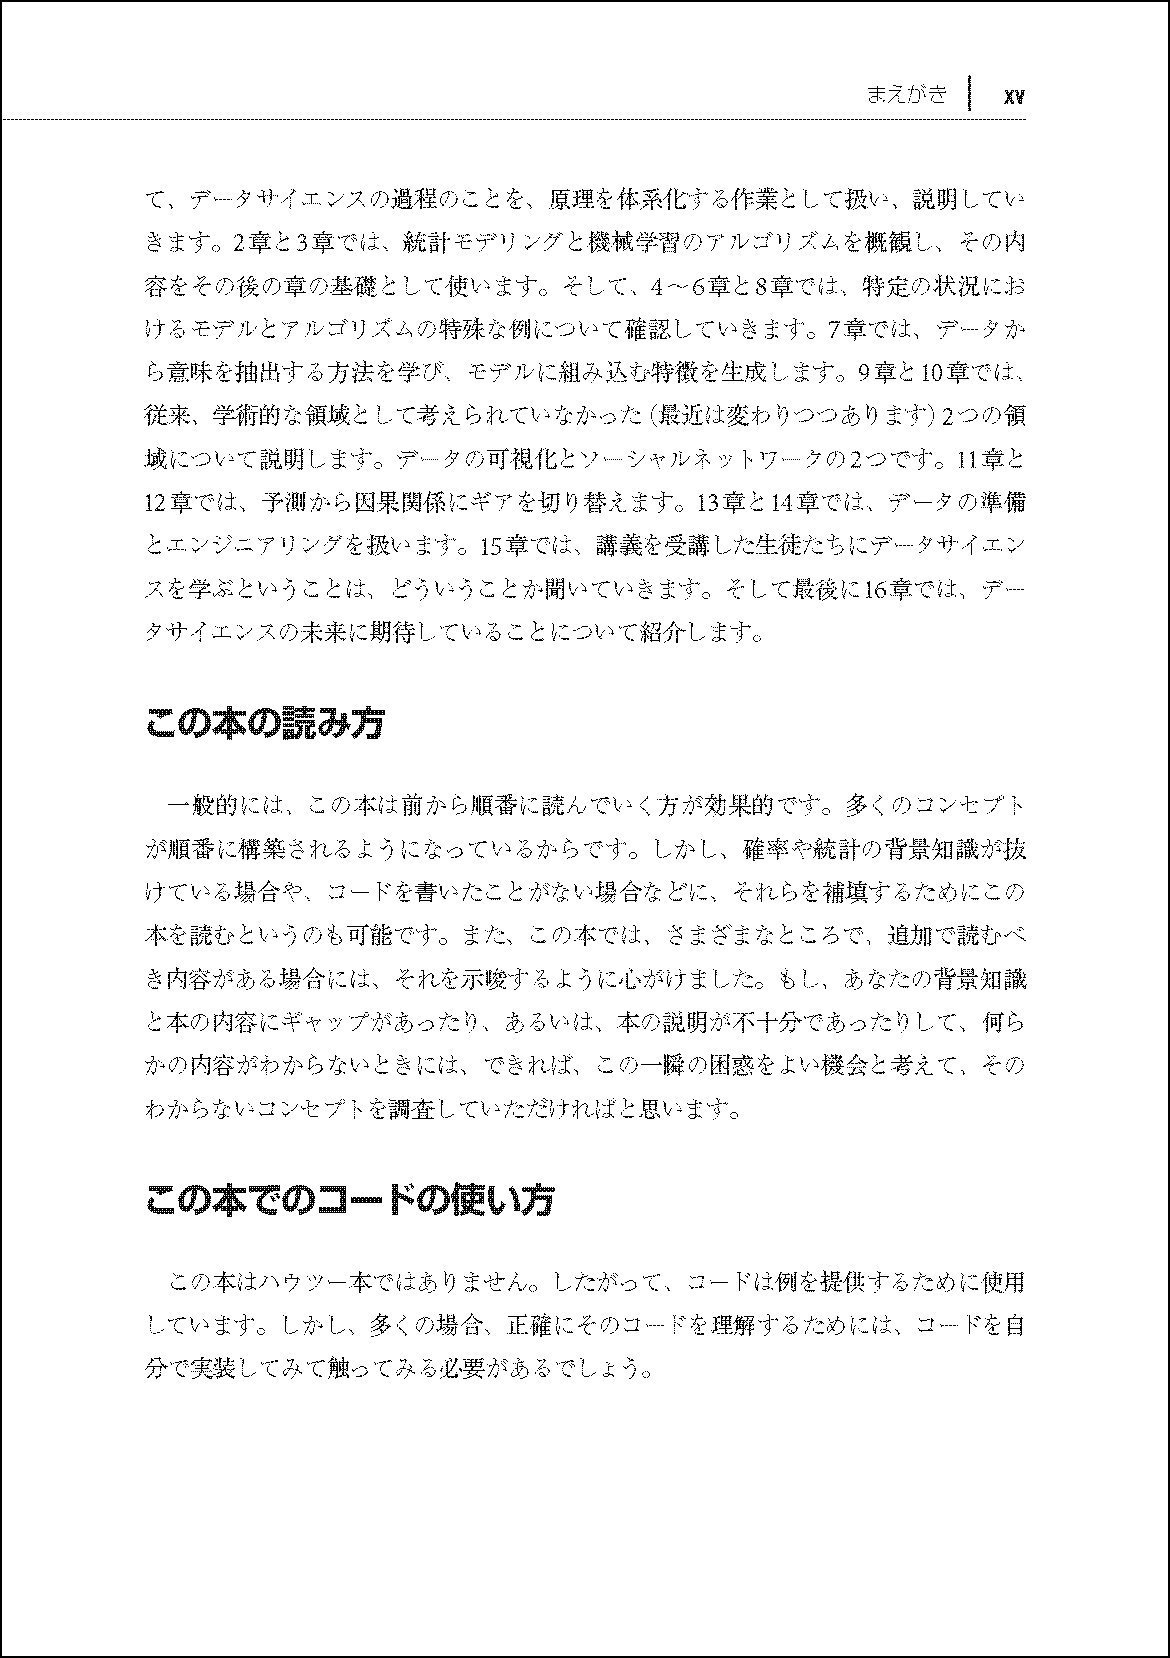 まえがき xv
て、データサイエンスの過程のことを、原理を体系化する作業として扱い、説明してい
きます。2章と3章では、統計モデリングと機械学習のアルゴリズムを概観し、その内
容をその後の章の基礎として使います。そして、4〜6章と8章では、特定の状況にお
けるモデルとアルゴリズムの特殊な例について確認していきます。7章では、データか
ら意味を抽出する方法を学び、モデルに組み込む特徴を生成します。9章と10章では、
従来、学術的な領域として考えられていなかった（最近は変わりつつあります）2つの領
域について説明します。データの可視化とソーシャルネットワークの2つです。11章と
12章では、予測から因果関係にギアを切り替えます。13章と14章では、データの準備
とエンジニアリングを扱います。15章では、講義を受講した生徒たちにデータサイエン
スを学ぶということは、どういうことか聞いていきます。そして最後に16章では、デー
タサイエンスの未来に期待していることについて紹介します。
この本の読み方
一般的には、この本は前から順番に読んでいく方が効果的です。多くのコンセプト
が順番に構築されるようになっているからです。しかし、確率や統計の背景知識が抜
けている場合や、コードを書いたことがない場合などに、それらを補填するためにこの
本を読むというのも可能です。また、この本では、さまざまなところで、追加で読むべ
き内容がある場合には、それを示唆するように心がけました。もし、あなたの背景知識
と本の内容にギャップがあったり、あるいは、本の説明が不十分であったりして、何ら
かの内容がわからないときには、できれば、この一瞬の困惑をよい機会と考えて、その
わからないコンセプトを調査していただければと思います。
この本でのコードの使い方
この本はハウツー本ではありません。したがって、コードは例を提供するために使用
しています。しかし、多くの場合、正確にそのコードを理解するためには、コードを自
分で実装してみて触ってみる必要があるでしょう。